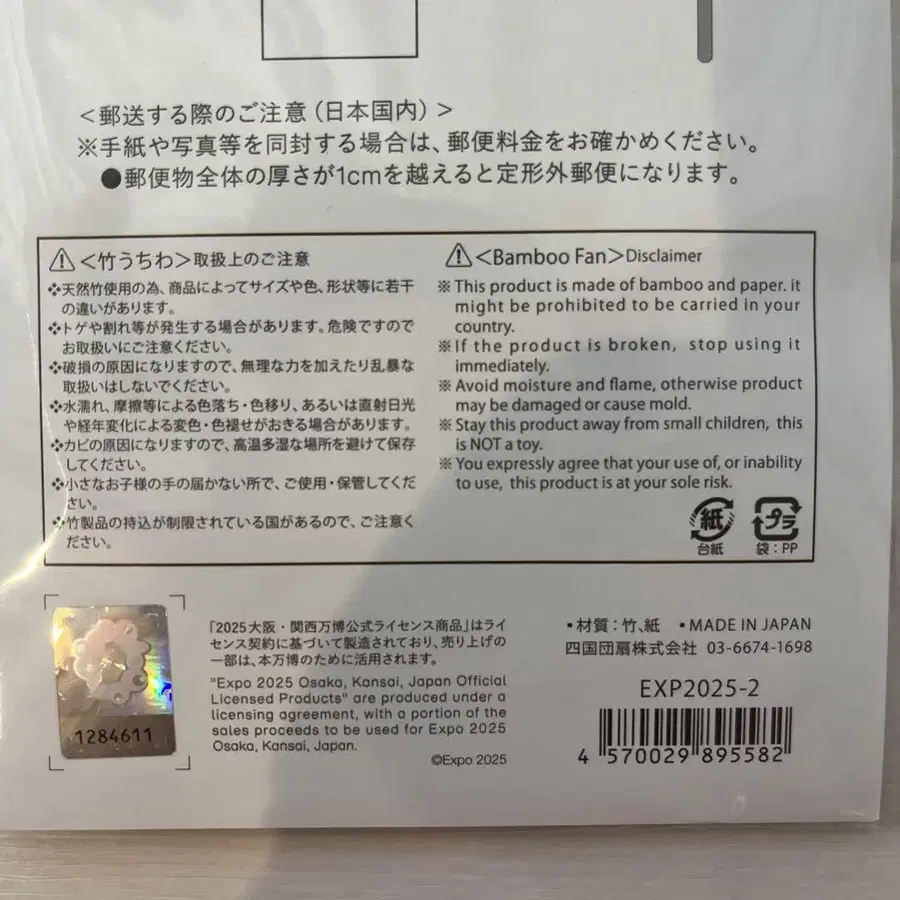 ＜郵送する際のご注意（日本国内）＞
※手紙や写真等を同封する場合は、郵便料金をお確かめください。
●郵便物全体の厚さが1cmを越えると定形外郵便になります。
⚠＜竹うちわ＞取扱上のご注意
❖天然竹使用の為、商品によってサイズや色、形状等に若干
の違いがあります。
❖トゲや割れ等が発生する場合があります。危険ですので
お取扱いにご注意ください。
❖破損の原因になりますので、無理な力を加えたり乱暴な
取扱いはしないでください。
❖水濡れ、摩擦等による色落ち・色移り、あるいは直射日光
や経年変化による変色・色褪せがおきる場合があります。
❖カビの原因になりますので、高温多湿な場所を避けて保存
してください。
❖小さなお子様の手の届かない所で、ご使用・保管してくだ
さい。
❖竹製品の持込が制限されている国があるので、ご注意く
ださい。
⚠＜Bamboo Fan＞Disclaimer
※This product is made of bamboo and paper. it
might be prohibited to be carried in your
country.
※If the product is broken, stop using it
immediately.
※Avoid moisture and flame, otherwise product
may be damaged or cause mold.
※Stay this product away from small children, this
is NOT a toy.
※You expressly agree that your use of, or inability
to use, this product is at your sole risk.
紙 プラ
台紙 袋：PP
1284611
「2025大阪・関西万博公式ライセンス商品」はライ
センス契約に基づいて製造されており、売り上げの
一部は、本万博のために活用されます。
"Expo 2025 Osaka, Kansai, Japan Official
Licensed Products" are produced under a
licensing agreement, with a portion of the
sales proceeds to be used for Expo 2025
Osaka, Kansai, Japan.
©Expo 2025
▪材質：竹、紙 ▪MADE IN JAPAN
四国団扇株式会社 03-6674-1698
EXP2025-2
4 570029 895582